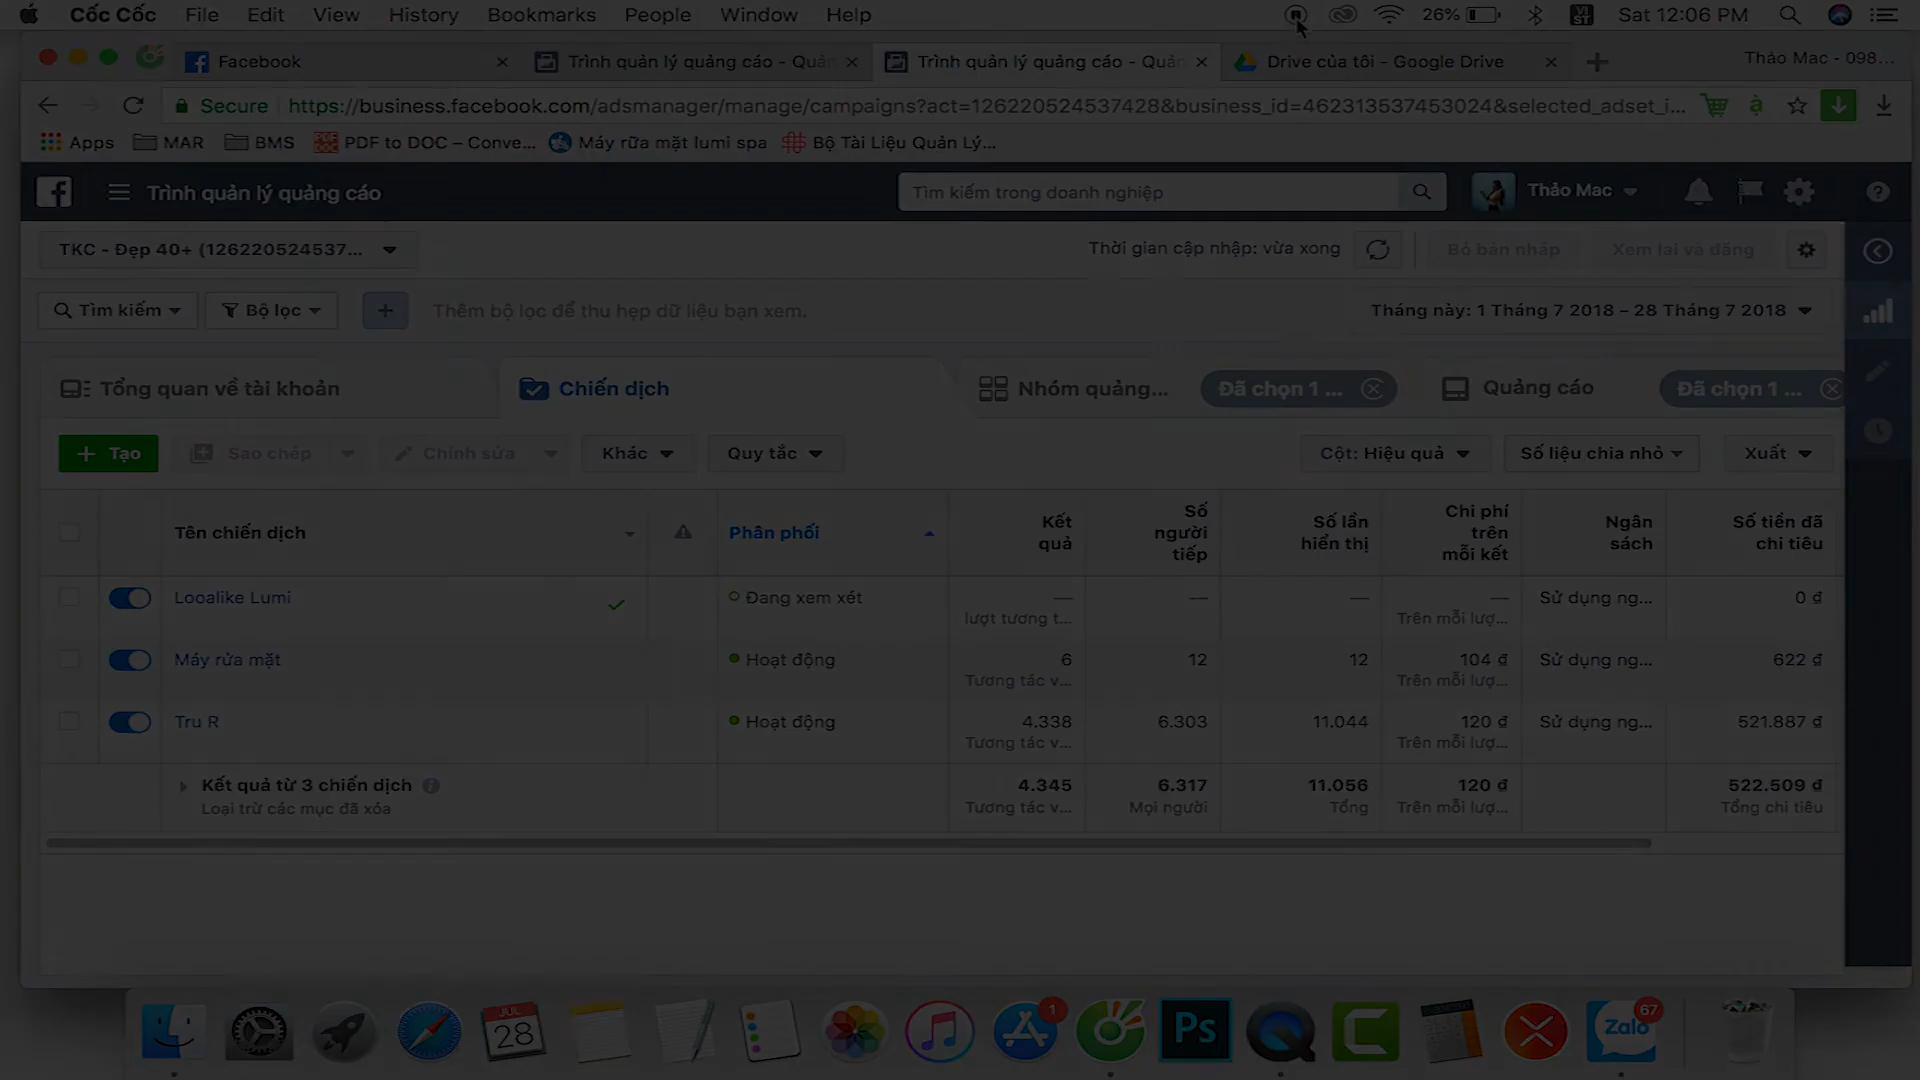 Cốc Cốc File Edit View History Bookmarks People Window Help 26% VI ST Sat 12:06 PM
Facebook Trình quản lý quảng cáo - Quản Trình quản lý quảng cáo - Quản Drive của tôi - Google Drive Thảo Mac - 098...
Secure https://business.facebook.com/adsmanager/manage/campaigns?act=126220524537428&business_id=462313537453024&selected_adset_i...
Apps MAR BMS PDF to DOC – Conve... Máy rữa mặt lumi spa Bộ Tài Liệu Quản Lý...
Trình quản lý quảng cáo Tìm kiếm trong doanh nghiệp Thảo Mac
TKC - Đẹp 40+ (126220524537... Thời gian cập nhập: vừa xong Bỏ bản nháp Xem lại và đăng
Tìm kiếm Bộ lọc + Thêm bộ lọc để thu hẹp dữ liệu bạn xem. Tháng này: 1 Tháng 7 2018 – 28 Tháng 7 2018
Tổng quan về tài khoản Chiến dịch Nhóm quảng... Đã chọn 1 ... Quảng cáo Đã chọn 1 ...
+ Tạo Sao chép Chỉnh sửa Khác Quy tắc Cột: Hiệu quả Số liệu chia nhỏ Xuất
Tên chiến dịch Phân phối Kết quả Số người tiếp Số lần hiển thị Chi phí trên mỗi kết Ngân sách Số tiền đã chi tiêu
Looalike Lumi Đang xem xét — — — — Sử dụng ng... 0 ₫
lượt tương t... Trên mỗi lượ...
Máy rửa mặt Hoạt động 6 12 12 104 ₫ Sử dụng ng... 622 ₫
Tương tác v... Trên mỗi lượ...
Tru R Hoạt động 4.338 6.303 11.044 120 ₫ Sử dụng ng... 521.887 ₫
Tương tác v... Trên mỗi lượ...
Kết quả từ 3 chiến dịch 4.345 6.317 11.056 120 ₫ 522.509 ₫
Loại trừ các mục đã xóa Tương tác v... Mọi người Tổng Trên mỗi lượ... Tổng chi tiêu
JUL 28 1 Ps Zalo 67